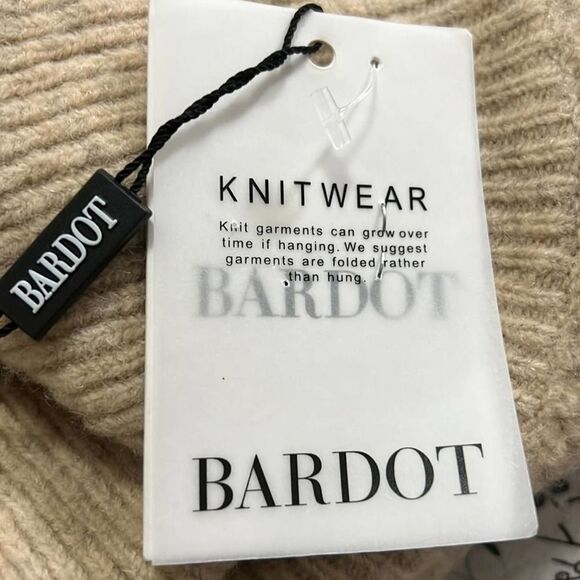 BARDOT
KNITWEAR
Knit garments can grow over
time if hanging. We suggest
garments are folded rather
than hung.
BARDOT
BARDOT